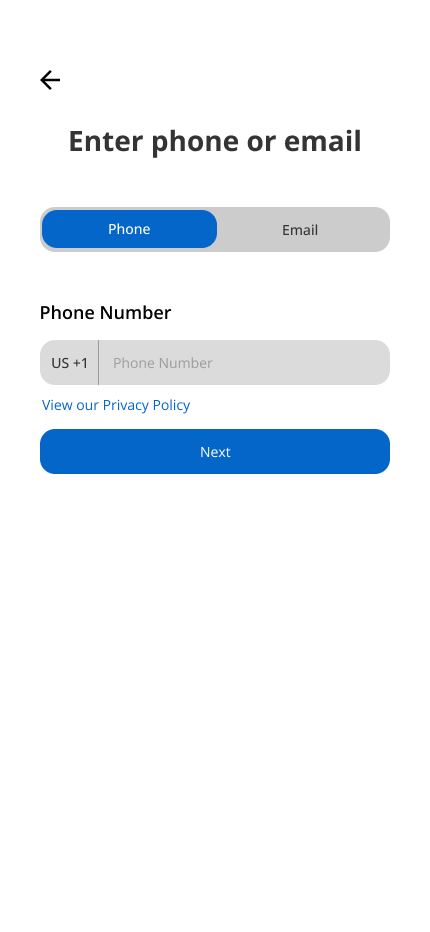 Enter phone or email
Phone
Email
Phone Number
US +1
Phone Number
View our Privacy Policy
Next